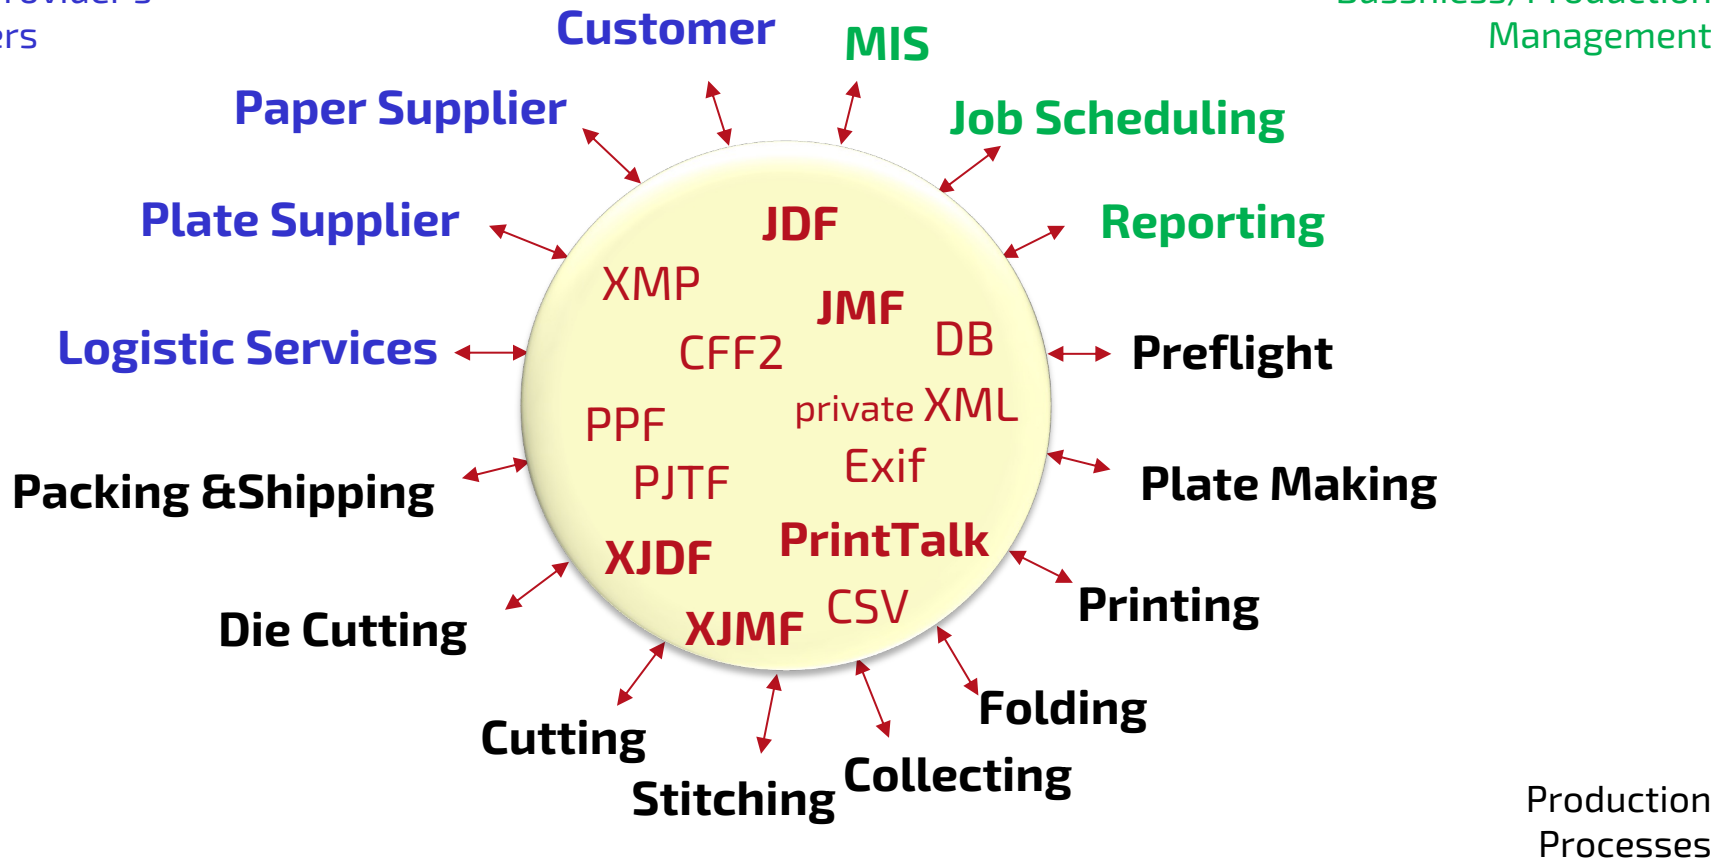 ers
Management
Customer
MIS
Paper Supplier
Job Scheduling
Plate Supplier
Reporting
Logistic Services
Preflight
Packing &Shipping
Plate Making
Die Cutting
Printing
Cutting
Folding
Stitching
Collecting
JDF
XMP
JMF
CFF2
DB
private XML
PPF
Exif
PJTF
PrintTalk
XJDF
CSV
XJMF
Production
Processes